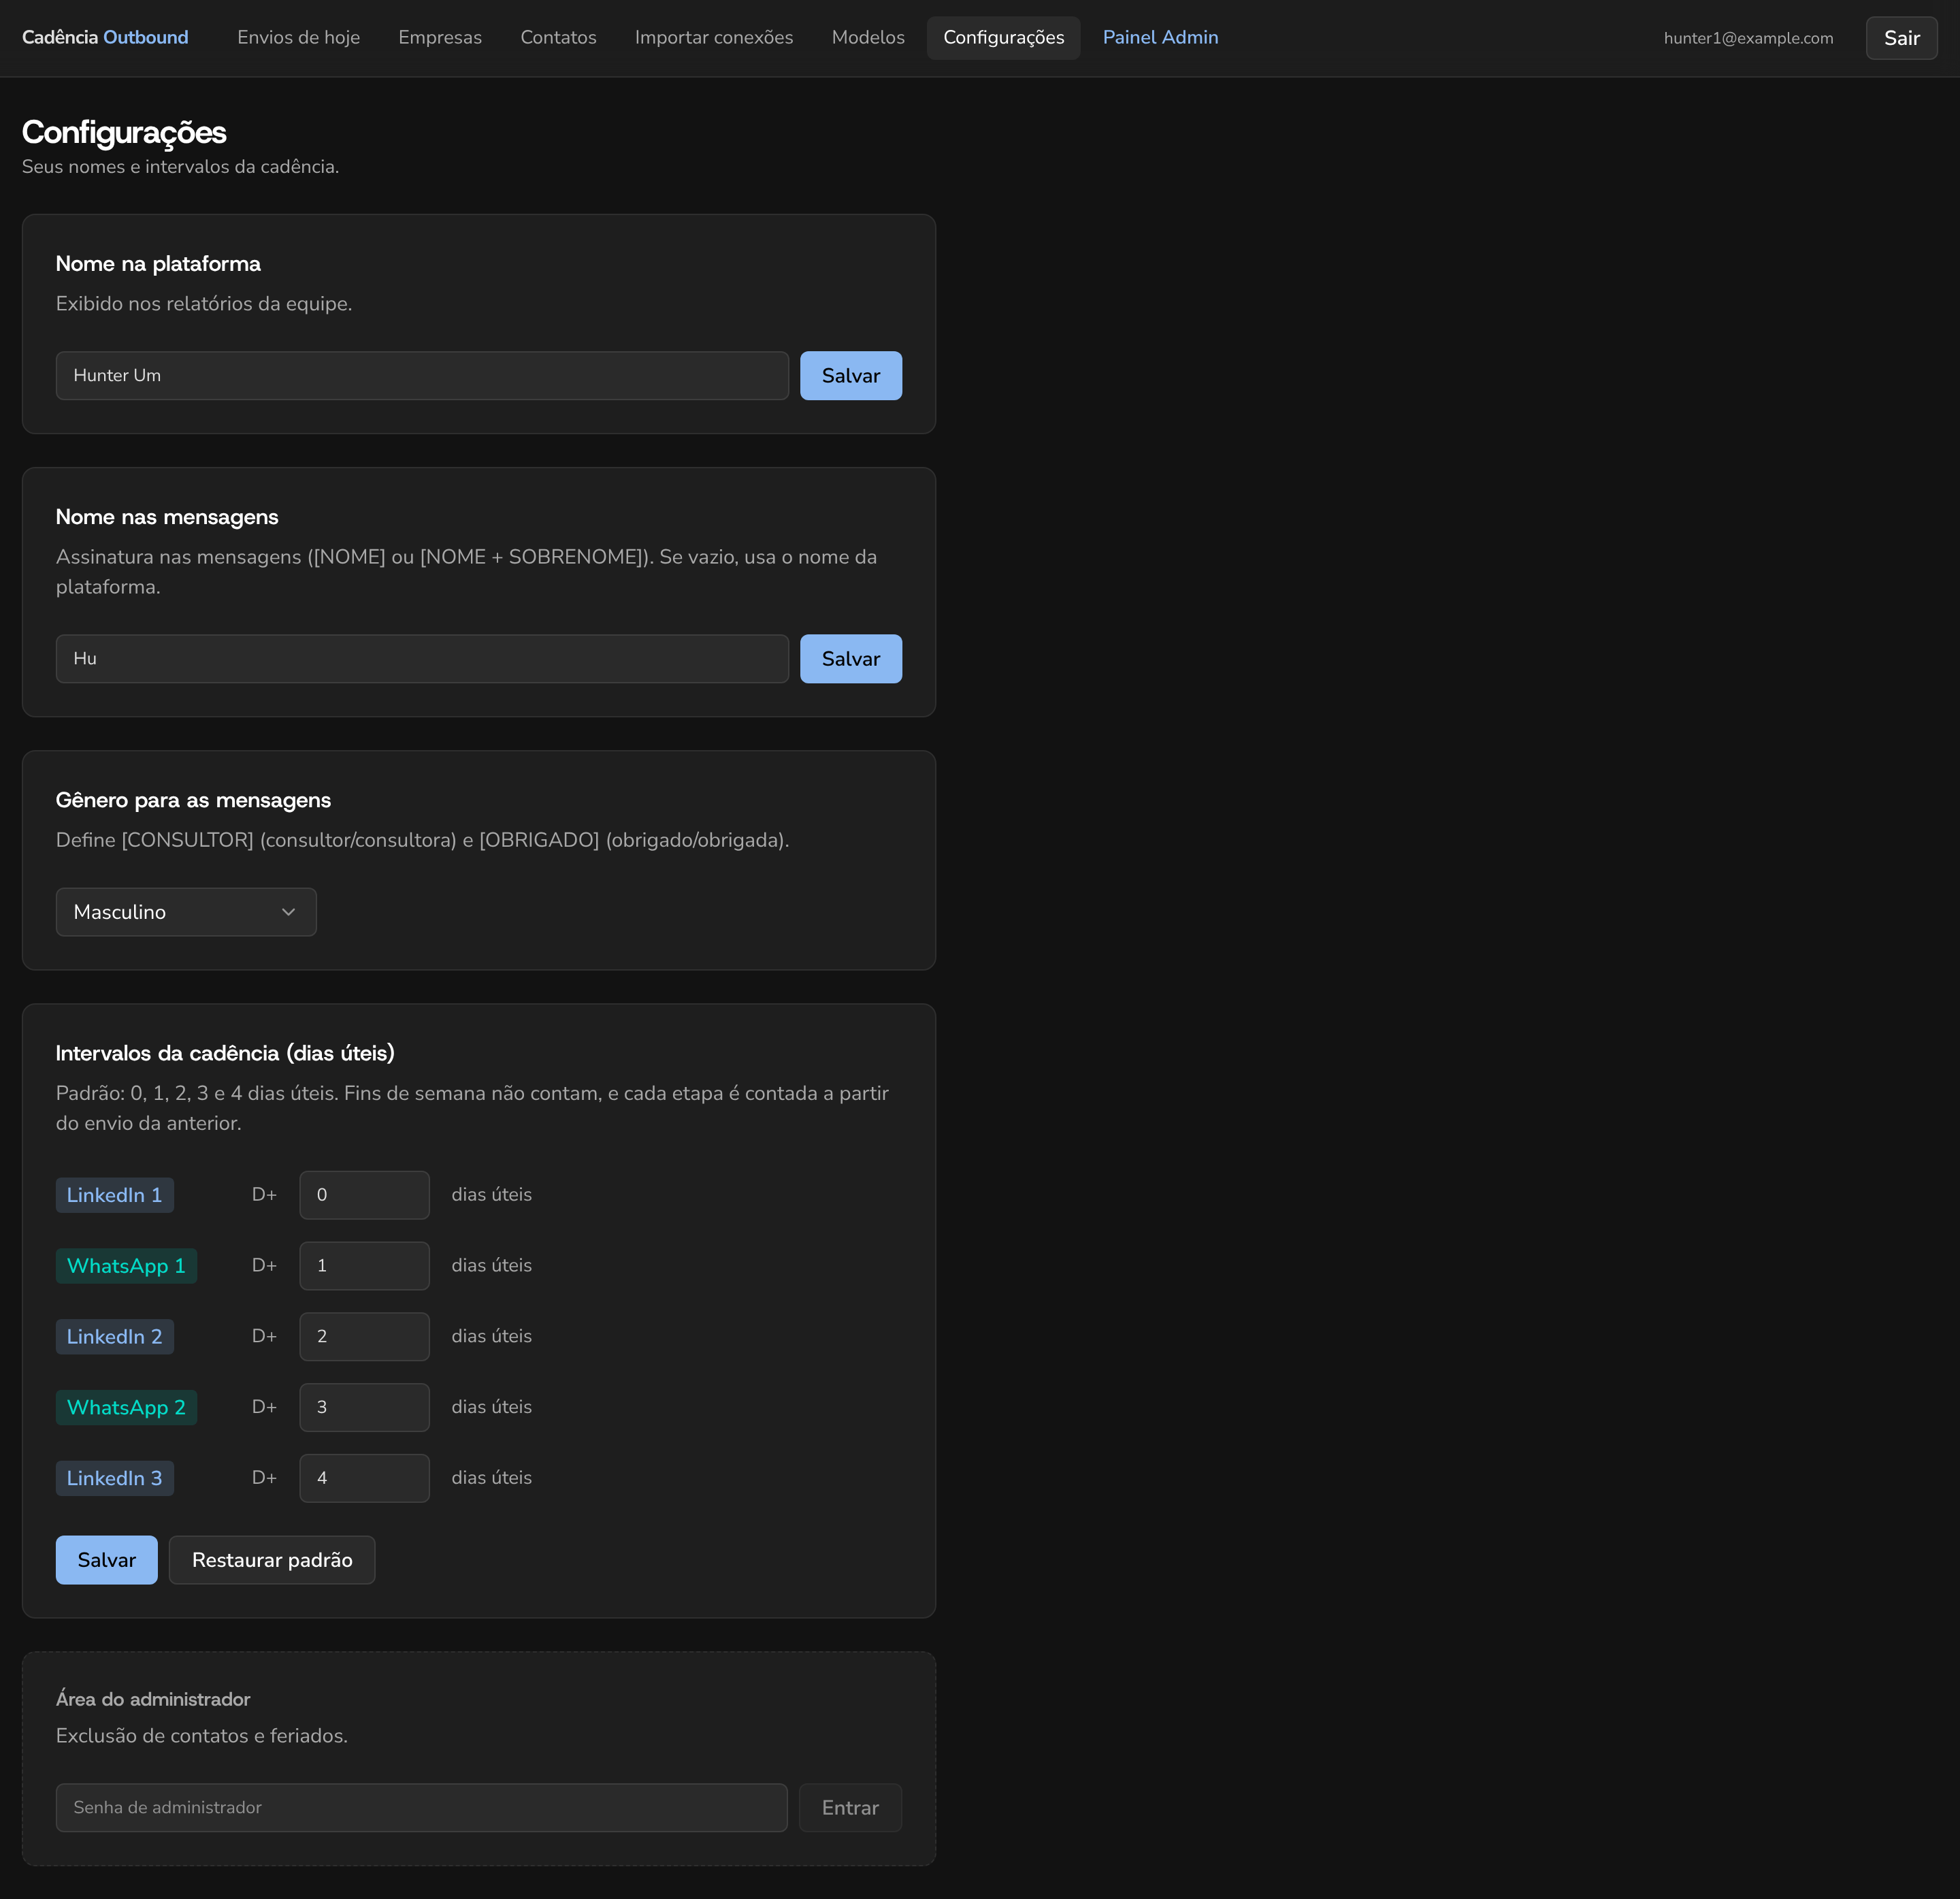 Cadência Outbound
Envios de hoje
Empresas
Contatos
Importar conexões
Modelos
Configurações
Painel Admin
hunter1@example.com
Sair
Configurações
Seus nomes e intervalos da cadência.
Nome na plataforma
Exibido nos relatórios da equipe.
Hunter Um
Salvar
Nome nas mensagens
Assinatura nas mensagens ([NOME] ou [NOME + SOBRENOME]). Se vazio, usa o nome da
plataforma.
Hu
Salvar
Gênero para as mensagens
Define [CONSULTOR] (consultor/consultora) e [OBRIGADO] (obrigado/obrigada).
Masculino
Intervalos da cadência (dias úteis)
Padrão: 0, 1, 2, 3 e 4 dias úteis. Fins de semana não contam, e cada etapa é contada a partir
do envio da anterior.
LinkedIn 1 D+ 0 dias úteis
WhatsApp 1 D+ 1 dias úteis
LinkedIn 2 D+ 2 dias úteis
WhatsApp 2 D+ 3 dias úteis
LinkedIn 3 D+ 4 dias úteis
Salvar
Restaurar padrão
Área do administrador
Exclusão de contatos e feriados.
Senha de administrador
Entrar